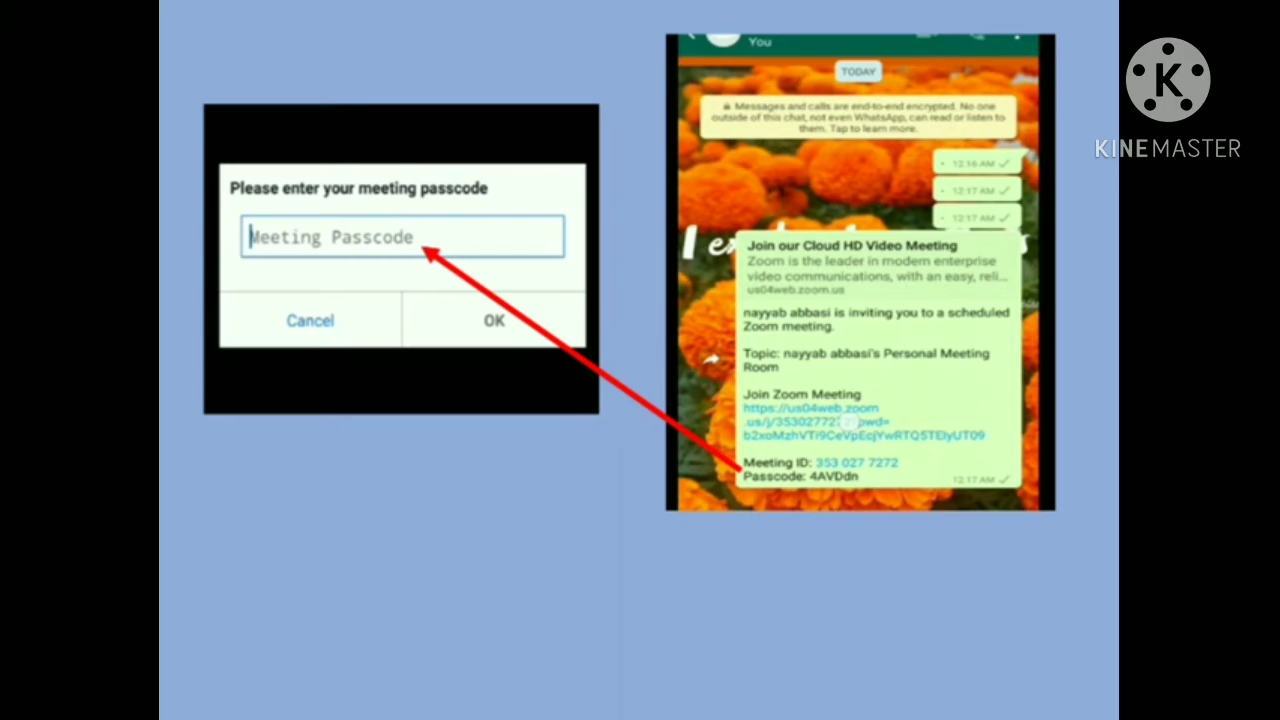 Please enter your meeting passcode
Meeting Passcode
Cancel
OK
You
TODAY
Messages and calls are end-to-end encrypted. No one
outside of this chat, not even WhatsApp, can read or listen to
them. Tap to learn more.
12:16 AM
12:17 AM
12:17 AM
Join our Cloud HD Video Meeting
Zoom is the leader in modern enterprise
video communications, with an easy, reli...
us04web.zoom.us
nayyab abbasi is inviting you to a scheduled
Zoom meeting.
Topic: nayyab abbasi's Personal Meeting
Room
Join Zoom Meeting
https://us04web.zoom
Meeting ID: 353 027 7272
Passcode: 4AVDdn
12:17 AM
K
KINEMASTER